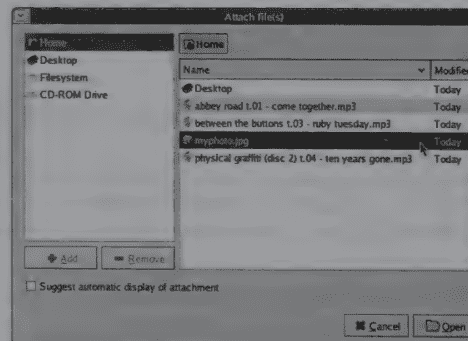 Attach file(s)
Home
Desktop
Filesystem
CD-ROM Drive
Home
Name Modified
Desktop Today
abbey road t.01 - come together.mp3 Today
between the buttons t.03 - ruby tuesday.mp3 Today
myphoto.jpg Today
physical graffiti (disc 2) t.04 - ten years gone.mp3 Today
Add Remove
Suggest automatic display of attachment
Cancel Open